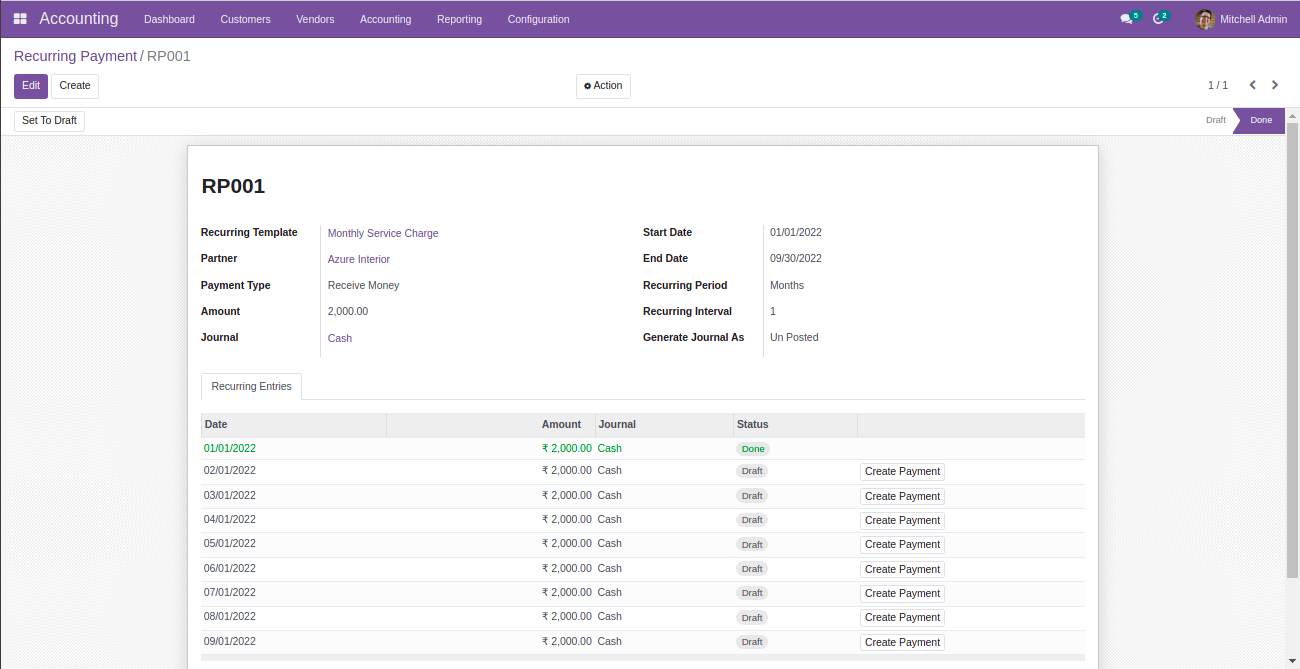 Accounting Dashboard Customers Vendors Accounting Reporting Configuration 5 2 Mitchell Admin
Recurring Payment / RP001
Edit Create Action 1 / 1
Set To Draft Draft Done
RP001
Recurring Template Monthly Service Charge Start Date 01/01/2022
Partner Azure Interior End Date 09/30/2022
Payment Type Receive Money Recurring Period Months
Amount 2,000.00 Recurring Interval 1
Journal Cash Generate Journal As Un Posted
Recurring Entries
Date Amount Journal Status
01/01/2022 ₹ 2,000.00 Cash Done
02/01/2022 ₹ 2,000.00 Cash Draft Create Payment
03/01/2022 ₹ 2,000.00 Cash Draft Create Payment
04/01/2022 ₹ 2,000.00 Cash Draft Create Payment
05/01/2022 ₹ 2,000.00 Cash Draft Create Payment
06/01/2022 ₹ 2,000.00 Cash Draft Create Payment
07/01/2022 ₹ 2,000.00 Cash Draft Create Payment
08/01/2022 ₹ 2,000.00 Cash Draft Create Payment
09/01/2022 ₹ 2,000.00 Cash Draft Create Payment